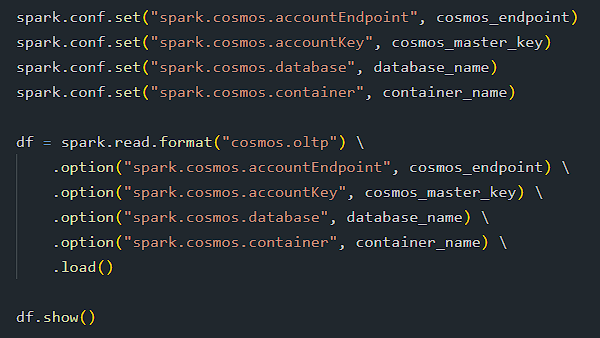 spark.conf.set("spark.cosmos.accountEndpoint", cosmos_endpoint)
spark.conf.set("spark.cosmos.accountKey", cosmos_master_key)
spark.conf.set("spark.cosmos.database", database_name)
spark.conf.set("spark.cosmos.container", container_name)

df = spark.read.format("cosmos.oltp") \
    .option("spark.cosmos.accountEndpoint", cosmos_endpoint) \
    .option("spark.cosmos.accountKey", cosmos_master_key) \
    .option("spark.cosmos.database", database_name) \
    .option("spark.cosmos.container", container_name) \
    .load()

df.show()